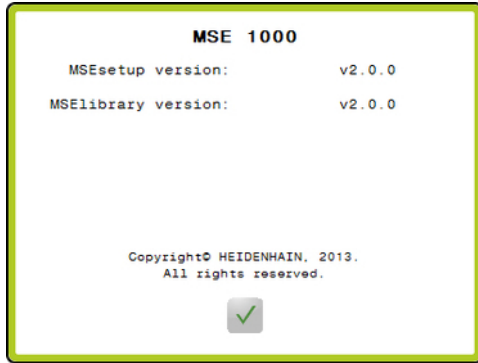 MSE 1000
MSEsetup version: v2.0.0
MSElibrary version: v2.0.0
Copyright© HEIDENHAIN, 2013.
All rights reserved.